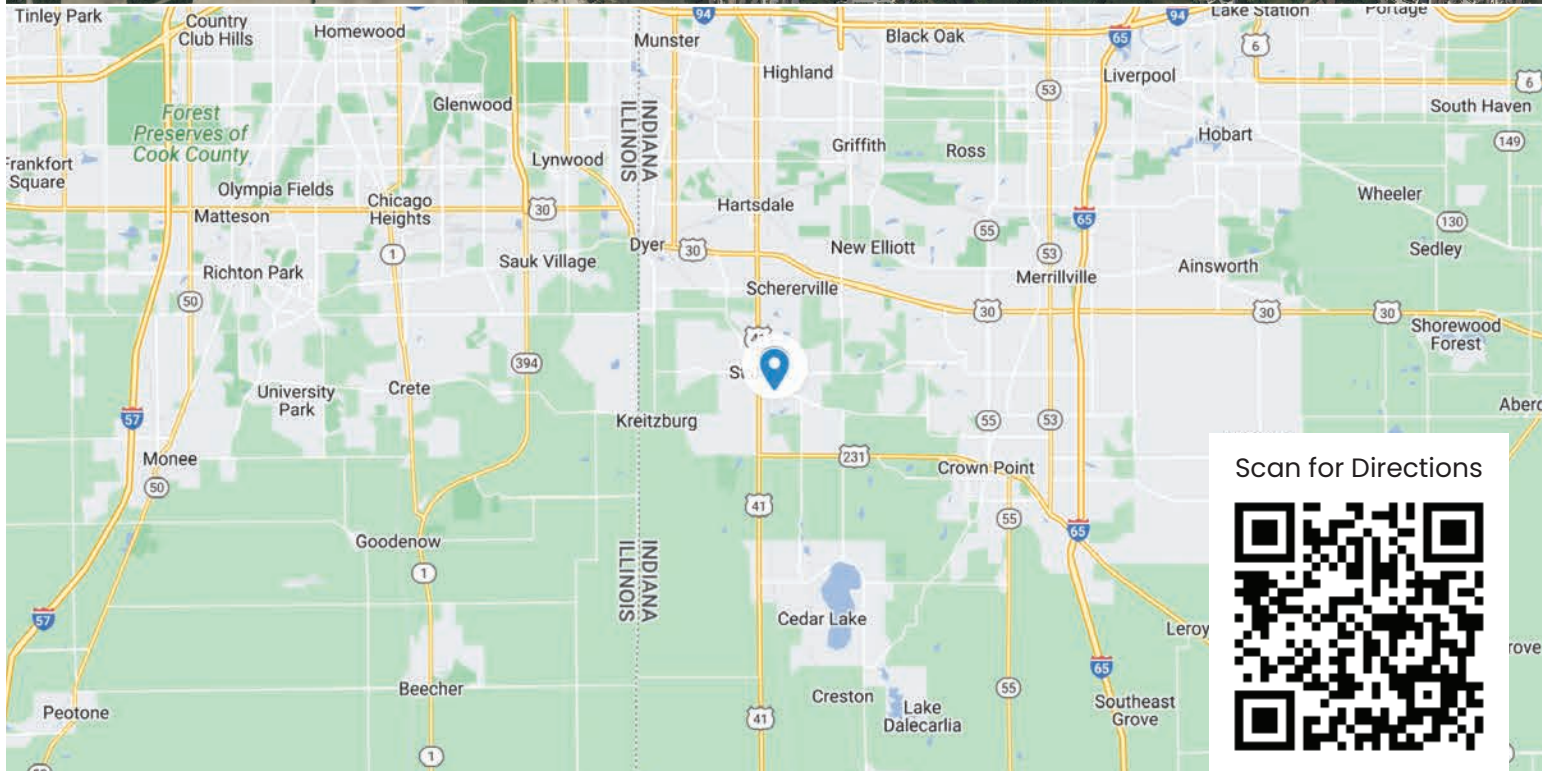 Tinley Park
Country
Club Hills
Homewood
94
Munster
Black Oak
94
65
Lake Station
Portage
6
Highland
Liverpool
53
6
South Haven
Glenwood
Forest
Preserves of
Cook County
INDIANA
ILLINOIS
Griffith
Ross
Hobart
149
Frankfort
Square
Lynwood
Olympia Fields
Chicago
Heights
Matteson
30
Hartsdale
Wheeler
65
55
130
Dyer
30
New Elliott
53
Sedley
1
Sauk Village
Richton Park
Schererville
Merrillville
Ainsworth
50
30
30
30
Shorewood
Forest
394
University
Park
Crete
57
Kreitzburg
55
53
Monee
50
231
Crown Point
41
55
65
Goodenow
1
INDIANA
ILLINOIS
57
Cedar Lake
Leroy
65
Beecher
Creston
55
Peotone
Lake
Dalecarlia
Southeast
Grove
41
1
Scan for Directions